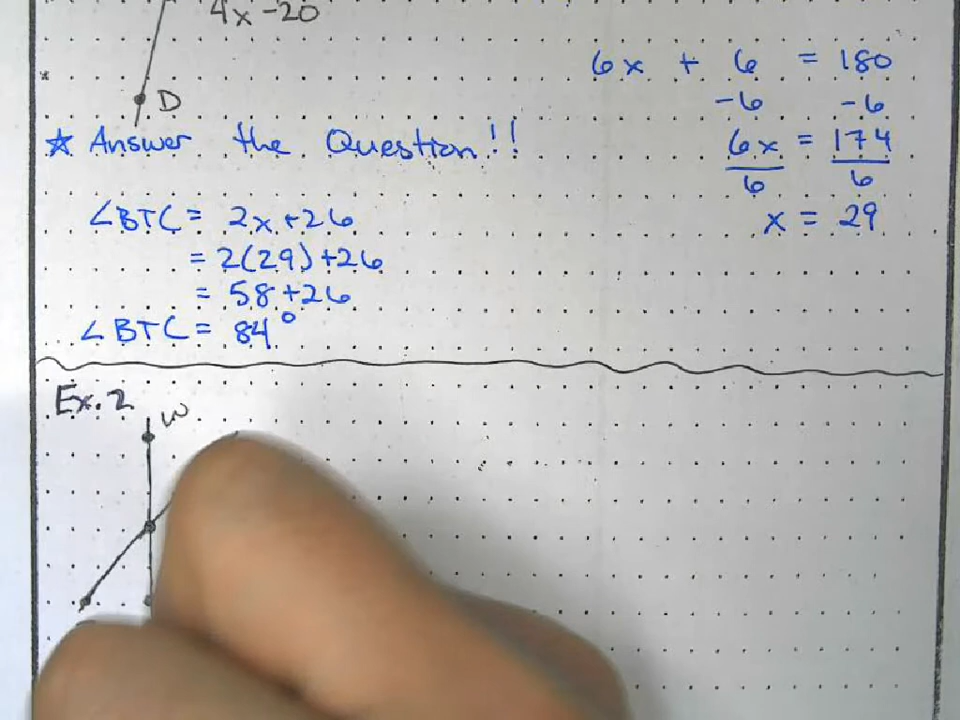 4x -20
D
6x + 6 = 180
-6 -6
6x = 174
6 6
x = 29
☆ Answer the Question!!
∠BTC = 2x+26
= 2(29)+26
= 58+26
∠BTC = 84°
Ex. 2
W